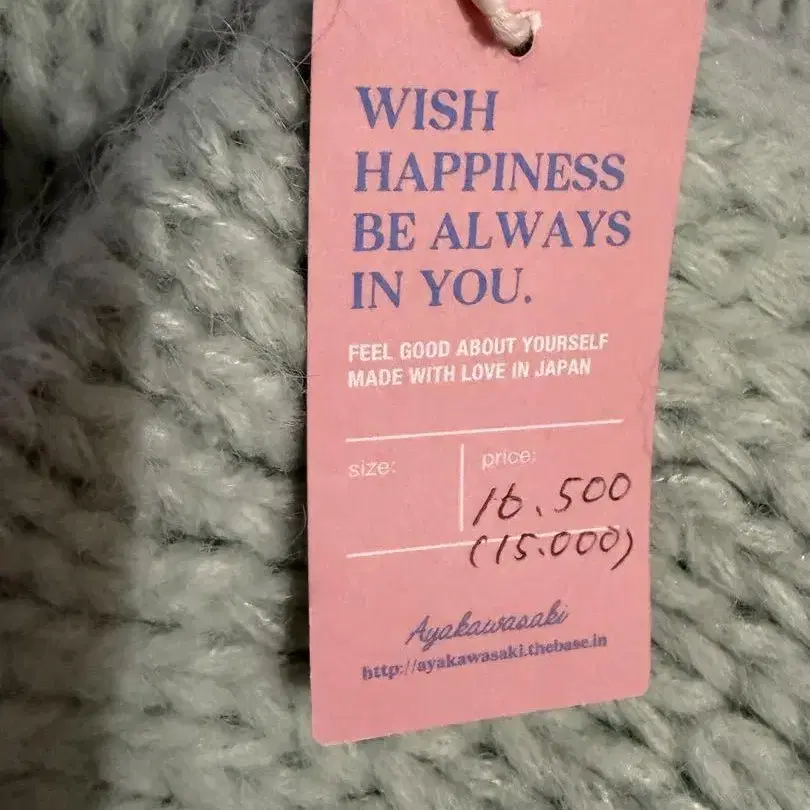 WISH
HAPPINESS
BE ALWAYS
IN YOU.
FEEL GOOD ABOUT YOURSELF
MADE WITH LOVE IN JAPAN
size:
price:
16.500
(15.000)
Ayakawasaki
http://ayakawasaki.thebase.in